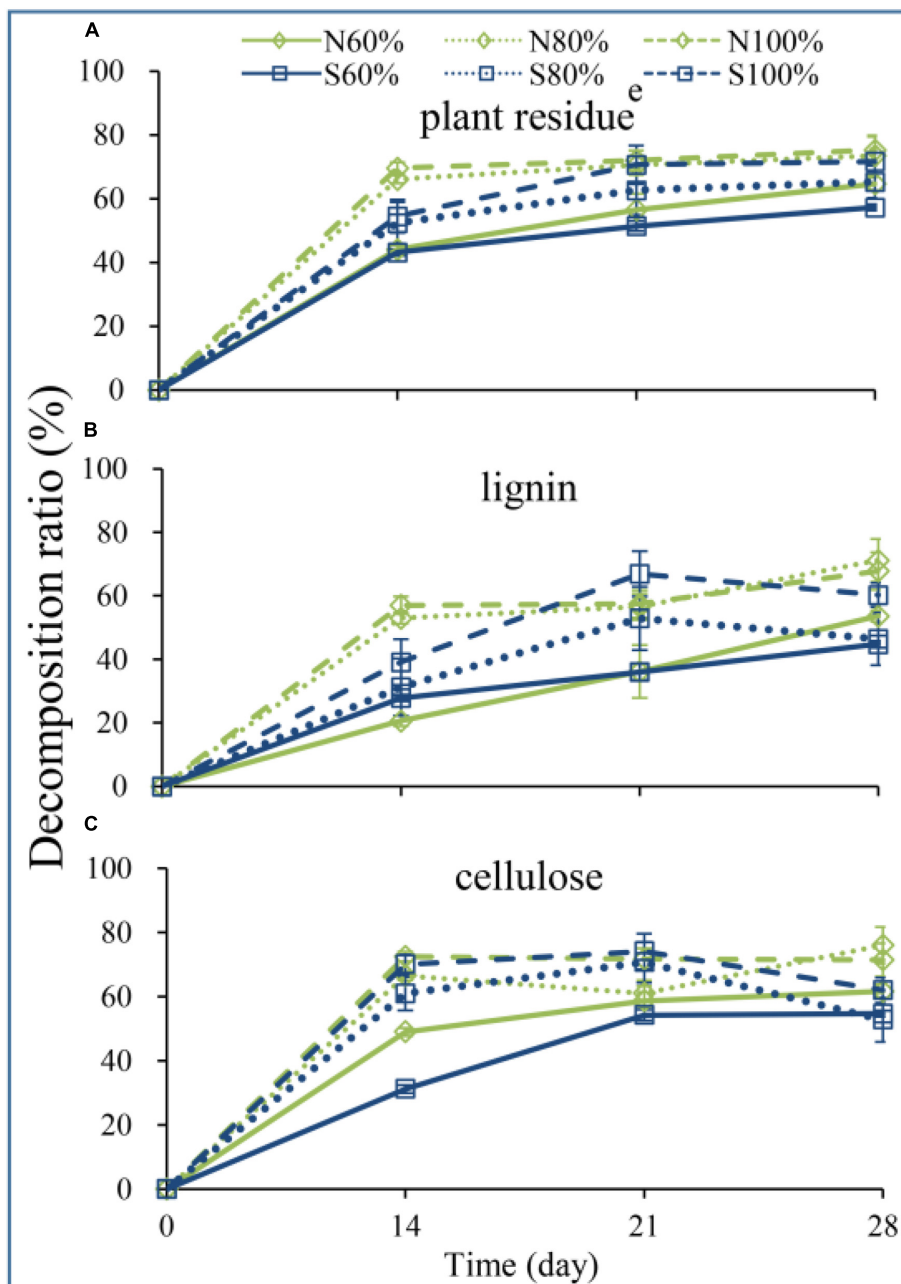 A
N60% N80% N100%
S60% S80% S100%
plant residue e
100
80
60
40
20
0
B
lignin
100
80
60
40
20
0
C
cellulose
100
80
60
40
20
0
0 14 21 28
Time (day)
Decomposition ratio (%)